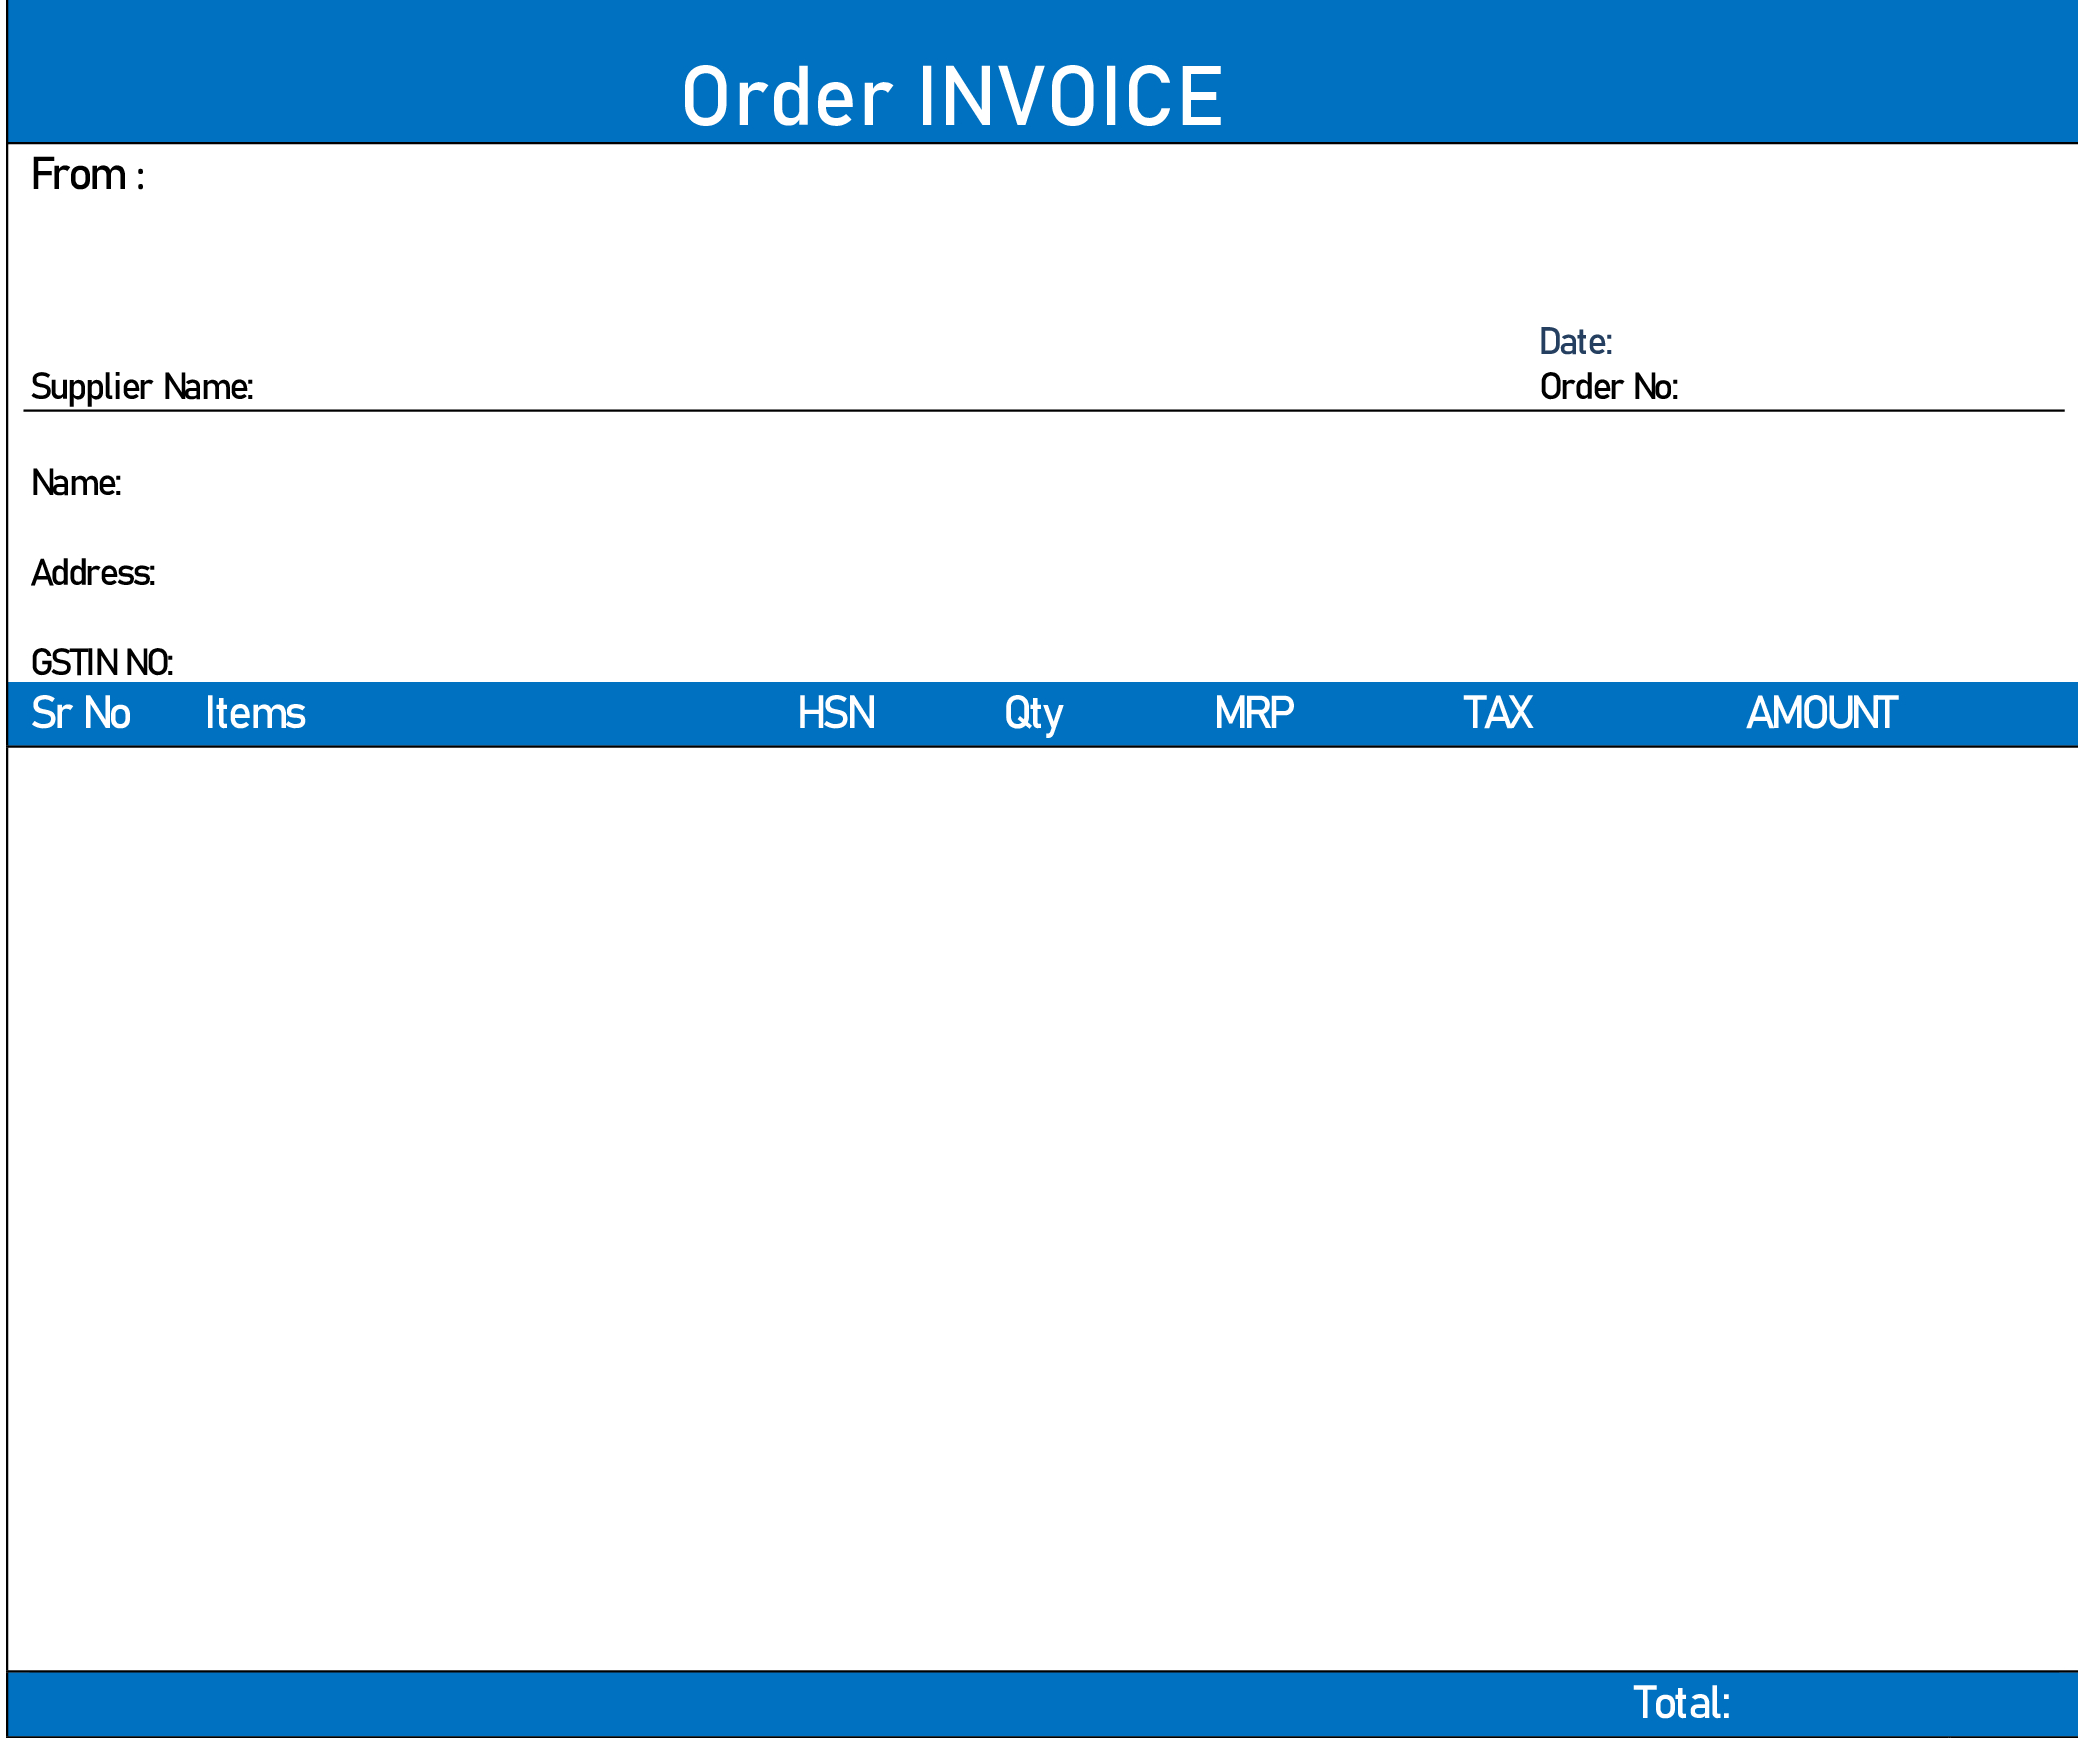 Order INVOICE
From :
Date:
Supplier Name: Order No:
Name:
Address:
GSTIN NO:
Sr No Items HSN Qty MRP TAX AMOUNT
Total: